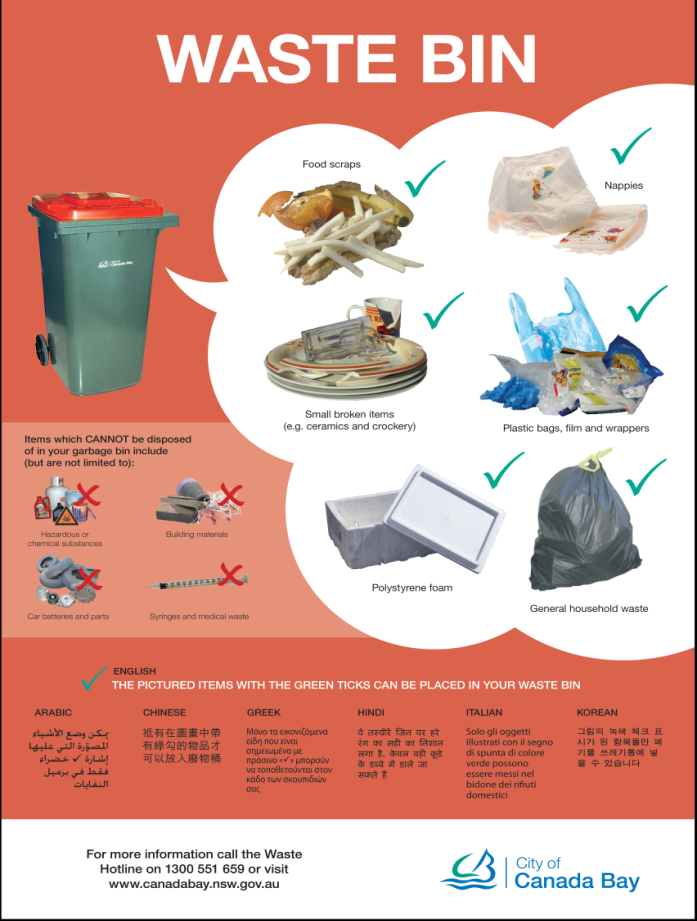 WASTE BIN
Food scraps
Nappies
City of
Canada Bay
Small broken items
(e.g. ceramics and crockery)
Plastic bags, film and wrappers
Items which CANNOT be disposed
of in your garbage bin include
(but are not limited to):
Hazardous or
chemical substances
Building materials
Car batteries and parts
Syringes and medical waste
Polystyrene foam
General household waste
ENGLISH
THE PICTURED ITEMS WITH THE GREEN TICKS CAN BE PLACED IN YOUR WASTE BIN
ARABIC
يمكن وضع الأشياء
المصوّرة التي عليها
إشارة ✓ خضراء
فقط في برميل
النفايات
CHINESE
祗有在圖畫中帶
有綠勾的物品才
可以放入廢物桶
GREEK
Μόνο τα εικονιζόμενα
είδη που είναι
σημειωμένα με
πράσινο «✓» μπορούν
να τοποθετούνται στον
κάδο των σκουπιδιών
σας
HINDI
ये तस्वीरे जिन पर हरे
रंग का सही का निशान
लगा है, केवल वही कूड़े
के डब्बे में डाले जा
सकते हैं
ITALIAN
Solo gli oggetti
illustrati con il segno
di spunta di colore
verde possono
essere messi nel
bidone dei rifiuti
domestici
KOREAN
그림의 녹색 체크 표
시가 된 항목들만 폐
기물 쓰레기통에 넣
을 수 있습니다
For more information call the Waste
Hotline on 1300 551 659 or visit
www.canadabay.nsw.gov.au
City of
Canada Bay